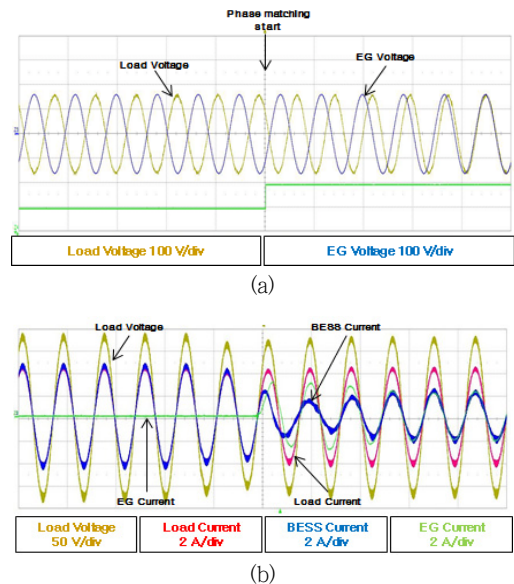 Phase matching
start
Load Voltage
EG Voltage
Load Voltage 100 V/div
EG Voltage 100 V/div
(a)
Load Voltage
BESS Current
EG Current
Load Current
Load Voltage
50 V/div
Load Current
2 A/div
BESS Current
2 A/div
EG Current
2 A/div
(b)